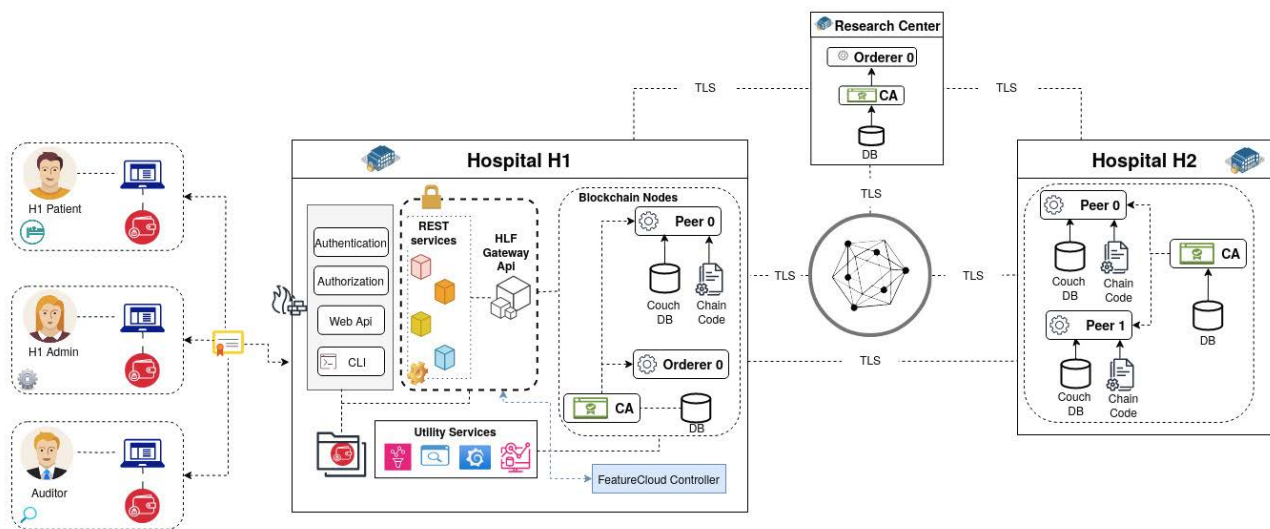 Research Center
Orderer 0
CA
DB
TLS
TLS
TLS
H1 Patient
H1 Admin
Auditor
Hospital H1
Authentication
Authorization
Web Api
CLI
REST
services
HLF
Gateway
Api
Blockchain Nodes
Peer 0
Couch
DB
Chain
Code
Orderer 0
CA
DB
Utility Services
FeatureCloud Controller
TLS
TLS
TLS
Hospital H2
Peer 0
Couch
DB
Chain
Code
CA
DB
Peer 1
Couch
DB
Chain
Code